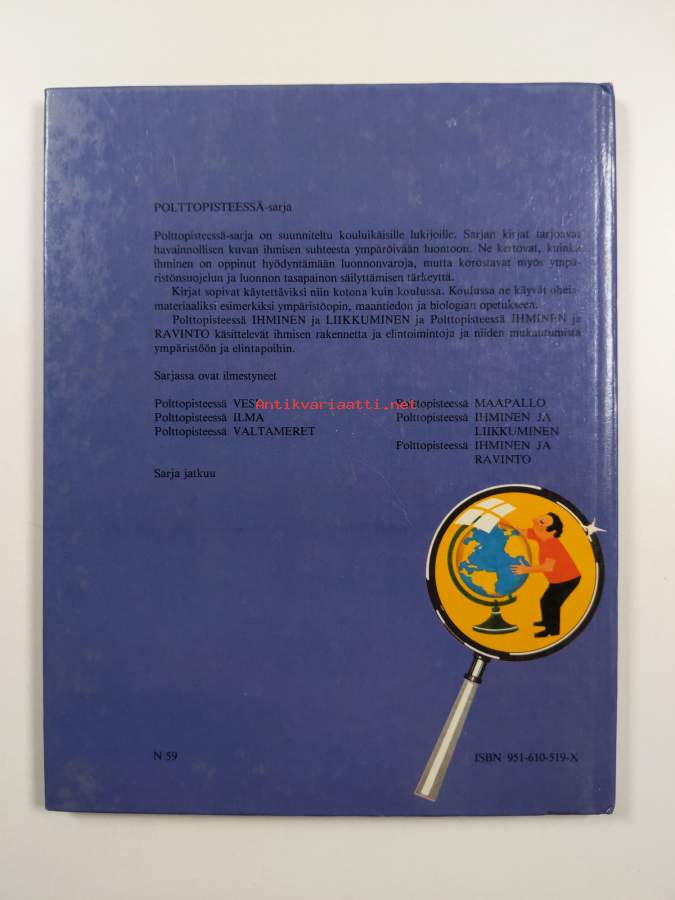 POLTTOPISTEESSÄ-sarja
Polttopisteessä-sarja on suunniteltu kouluikäisille lukijoille. Sarjan kirjat tarjoavat
havainnollisen kuvan ihmisen suhteesta ympäröivään luontoon. Ne kertovat, kuinka
ihminen on oppinut hyödyntämään luonnonvaroja, mutta korostavat myös ympä-
ristönsuojelun ja luonnon tasapainon säilyttämisen tärkeyttä.
Kirjat sopivat käytettäviksi niin kotona kuin koulussa. Koulussa ne käyvät oheis-
materiaaliksi esimerkiksi ympäristöopin, maantiedon ja biologian opetukseen.
Polttopisteessä IHMINEN ja LIIKKUMINEN ja Polttopisteessä IHMINEN ja
RAVINTO käsittelevät ihmisen rakennetta ja elintoimintoja ja niiden mukautumista
ympäristöön ja elintapoihin.
Sarjassa ovat ilmestyneet
Polttopisteessä VESI
Polttopisteessä ILMA
Polttopisteessä VALTAMERET
Polttopisteessä MAAPALLO
Polttopisteessä IHMINEN JA
LIIKKUMINEN
Polttopisteessä IHMINEN JA
RAVINTO
Antikvariaatti.net
Sarja jatkuu
N 59
ISBN 951-610-519-X